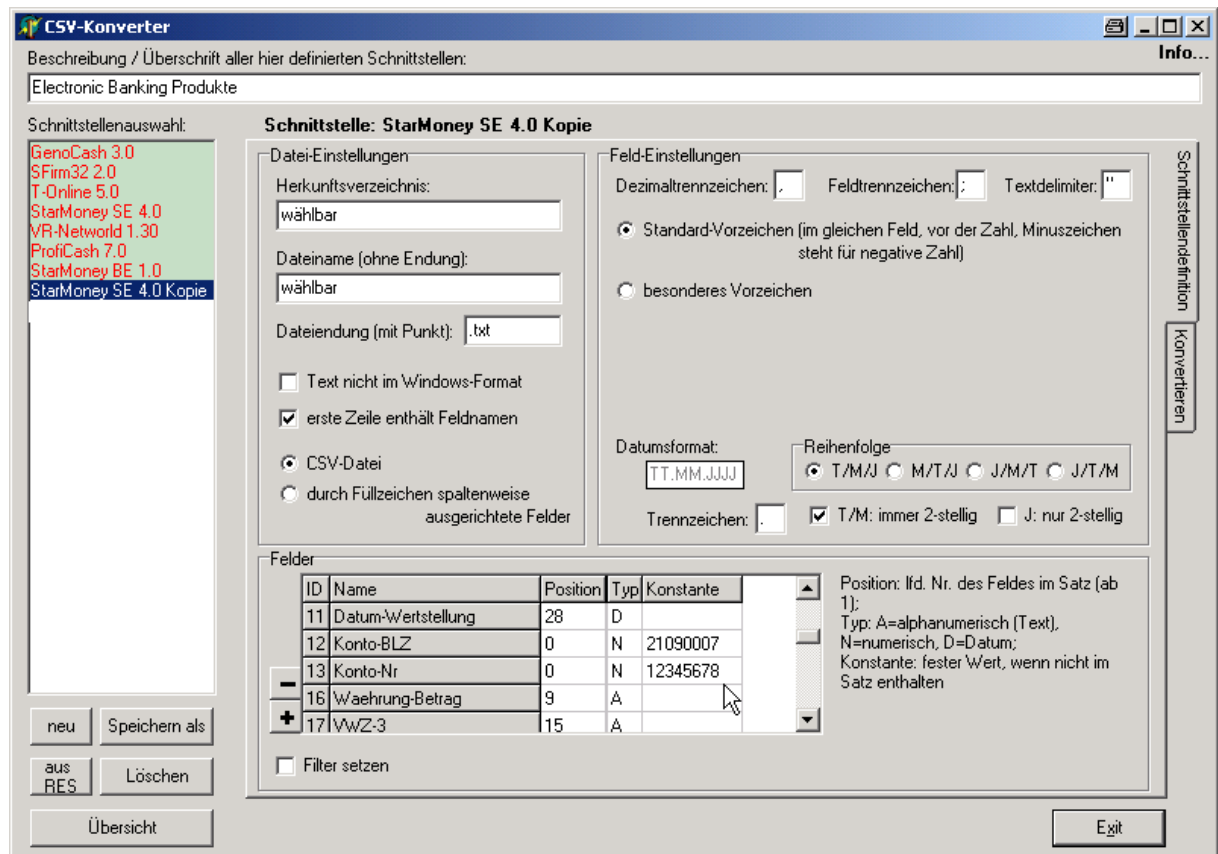 CSV-Konverter
Beschreibung / Überschrift aller hier definierten Schnittstellen:
Info...
Electronic Banking Produkte
Schnittstellenauswahl:
GenoCash 3.0
SFirm32 2.0
T-Online 5.0
StarMoney SE 4.0
VR-Networld 1.30
ProfiCash 7.0
StarMoney BE 1.0
StarMoney SE 4.0 Kopie
neu
Speichern als
aus RES
Löschen
Übersicht
Schnittstelle: StarMoney SE 4.0 Kopie
Datei-Einstellungen
Herkunftsverzeichnis:
wählbar
Dateiname (ohne Endung):
wählbar
Dateiendung (mit Punkt): .txt
Text nicht im Windows-Format
erste Zeile enthält Feldnamen
CSV-Datei
durch Füllzeichen spaltenweise
ausgerichtete Felder
Feld-Einstellungen
Dezimaltrennzeichen: , Feldtrennzeichen: ; Textdelimiter: "
Standard-Vorzeichen (im gleichen Feld, vor der Zahl, Minuszeichen
steht für negative Zahl)
besonderes Vorzeichen
Datumsformat:
TT.MM.JJJJ
Reihenfolge
T/M/J M/T/J J/M/T J/T/M
Trennzeichen: . T/M: immer 2-stellig J: nur 2-stellig
Felder
ID Name Position Typ Konstante
11 Datum-Wertstellung 28 D
12 Konto-BLZ 0 N 21090007
13 Konto-Nr 0 N 12345678
16 Waehrung-Betrag 9 A
17 VWZ-3 15 A
Position: lfd. Nr. des Feldes im Satz (ab
1);
Typ: A=alphanumerisch (Text),
N=numerisch, D=Datum;
Konstante: fester Wert, wenn nicht im
Satz enthalten
Filter setzen
Schnittstellendefinition
Konvertieren
Exit